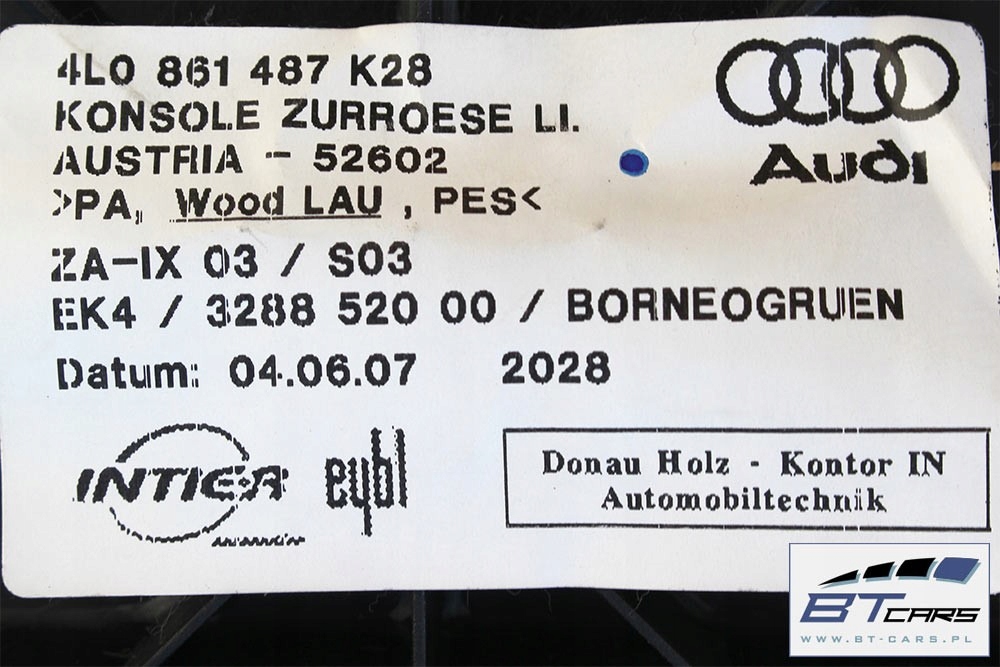 4L0 861 487 K28
KONSOLE ZURROESE LI.
AUSTRIA - 52602
>PA, Wood LAU , PES<
ZA-IX 03 / S03
EK4 / 3288 520 00 / BORNEOGRUEN
Datum: 04.06.07 2028
Audi
INTIER
eybl
Donau Holz - Kontor IN
Automobiltechnik
BT CARS
WWW.BT-CARS.PL